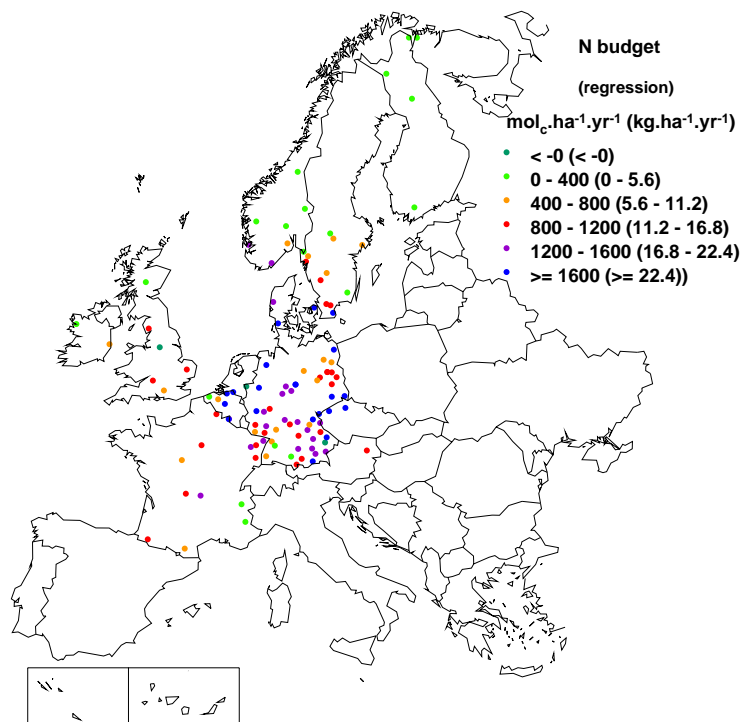 N budget
(regression)
mol_c.ha⁻¹.yr⁻¹ (kg.ha⁻¹.yr⁻¹)
< -0 (< -0)
0 - 400 (0 - 5.6)
400 - 800 (5.6 - 11.2)
800 - 1200 (11.2 - 16.8)
1200 - 1600 (16.8 - 22.4)
>= 1600 (>= 22.4))